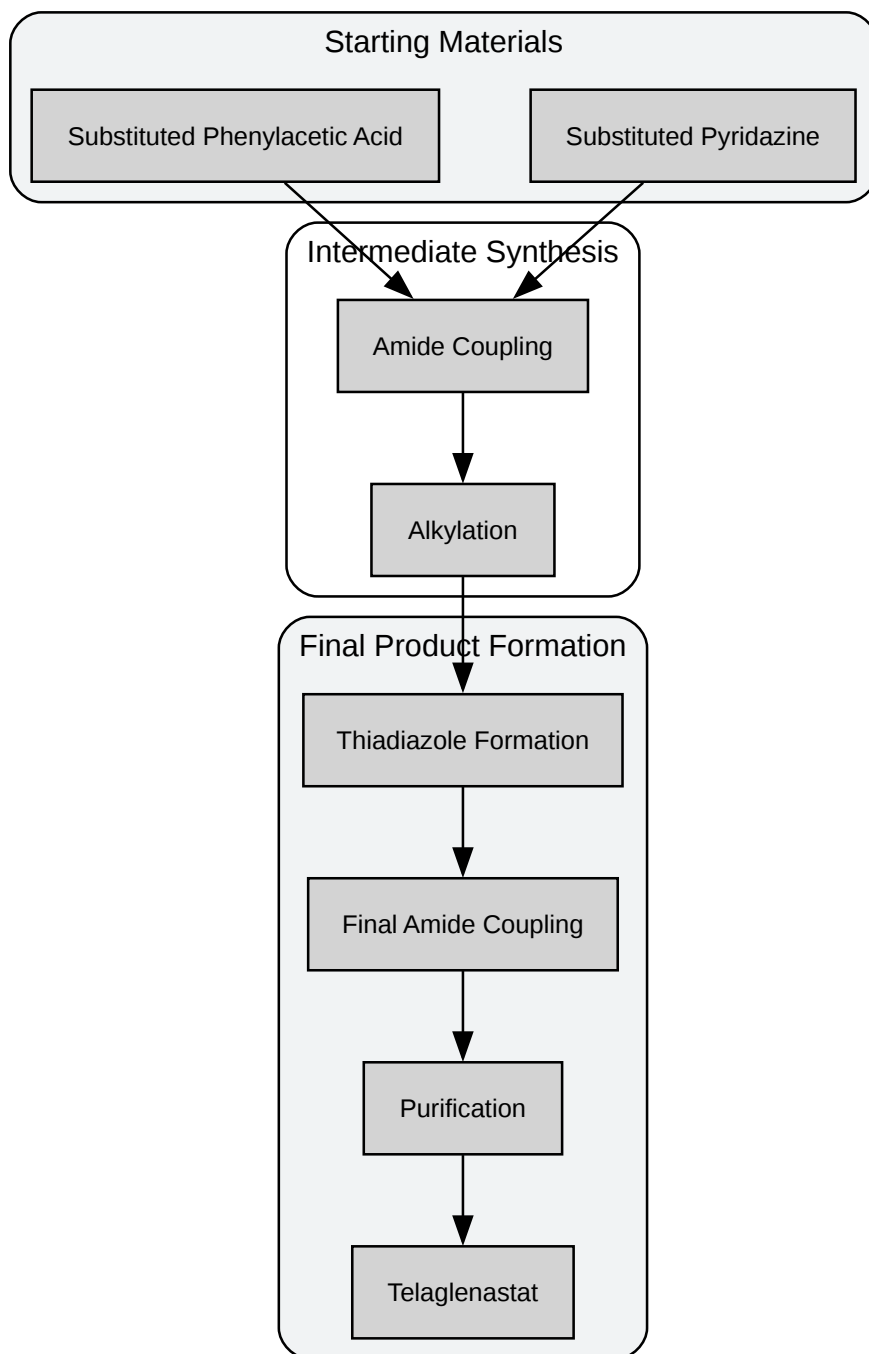 Starting Materials
Substituted Phenylacetic Acid
Substituted Pyridazine
Intermediate Synthesis
Amide Coupling
Alkylation
Final Product Formation
Thiadiazole Formation
Final Amide Coupling
Purification
Telaglenastat